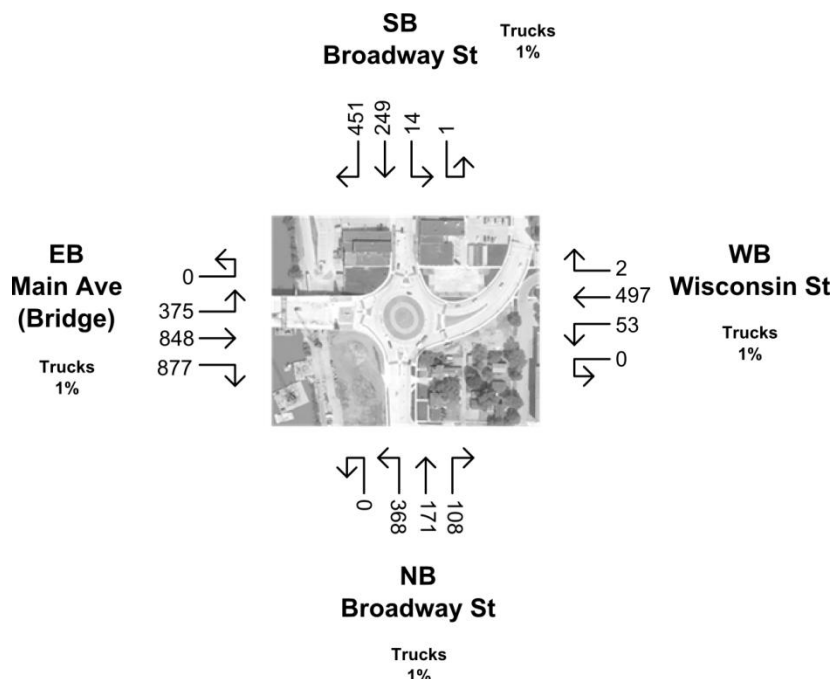 SB
Broadway St
Trucks
1%
451
249
14
1
EB
Main Ave
(Bridge)
Trucks
1%
0
375
848
877
2
497
53
0
WB
Wisconsin St
Trucks
1%
0
368
171
108
NB
Broadway St
Trucks
1%